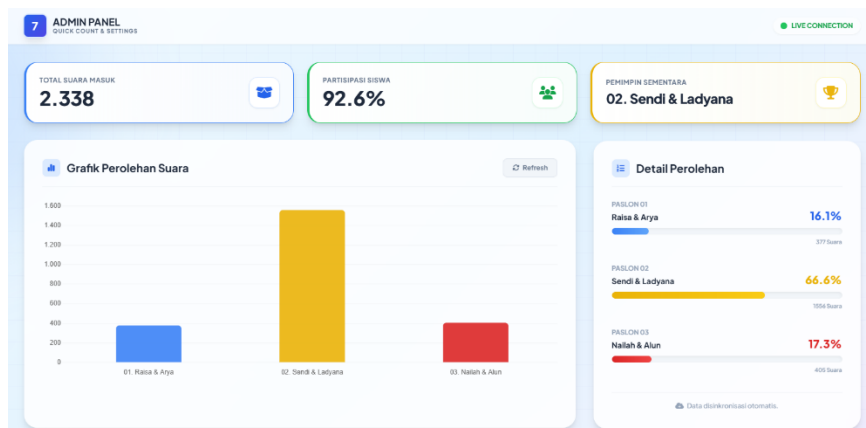 7
ADMIN PANEL
QUICK COUNT & SETTINGS
LIVE CONNECTION
TOTAL SUARA MASUK
2.338
PARTISIPASI SISWA
92.6%
PEMIMPIN SEMENTARA
02. Sendi & Ladyana
Grafik Perolehan Suara
Refresh
1.600
1.400
1.200
1.000
800
600
400
200
0
01. Raisa & Arya
02. Sendi & Ladyana
03. Nailah & Alun
Detail Perolehan
PASLON 01
Raisa & Arya
16.1%
377 Suara
PASLON 02
Sendi & Ladyana
66.6%
1556 Suara
PASLON 03
Nailah & Alun
17.3%
405 Suara
Data disinkronisasi otomatis.